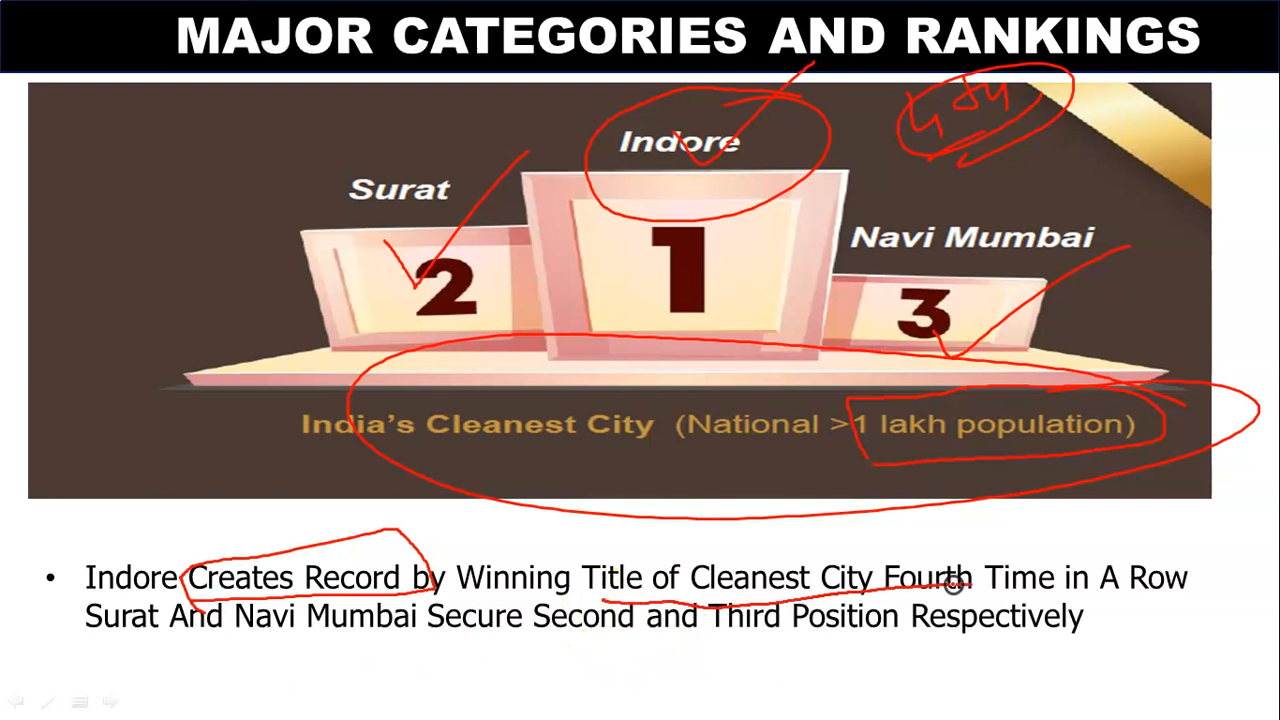 MAJOR CATEGORIES AND RANKINGS
Indore
Surat
Navi Mumbai
2
1
3
India's Cleanest City (National >1 lakh population)
• Indore Creates Record by Winning Title of Cleanest City Fourth Time in A Row
Surat And Navi Mumbai Secure Second and Third Position Respectively